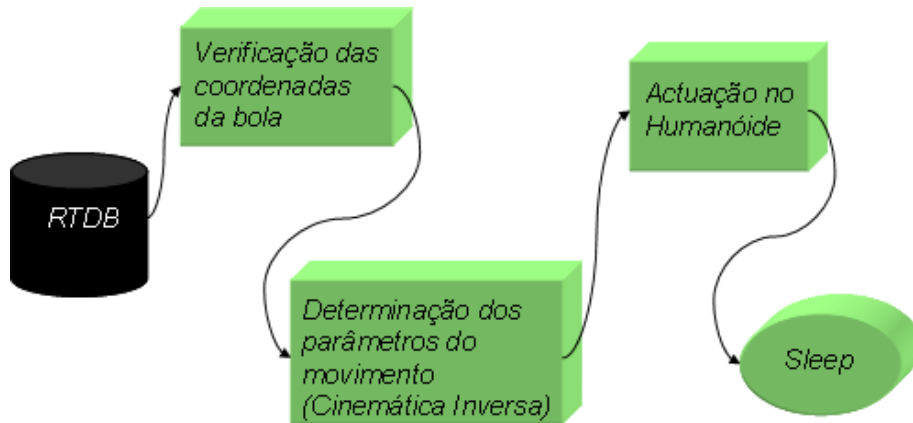 RTDB
Verificação das
coordenadas
da bola
Determinação dos
parâmetros do
movimento
(Cinemática Inversa)
Actuação no
Humanóide
Sleep